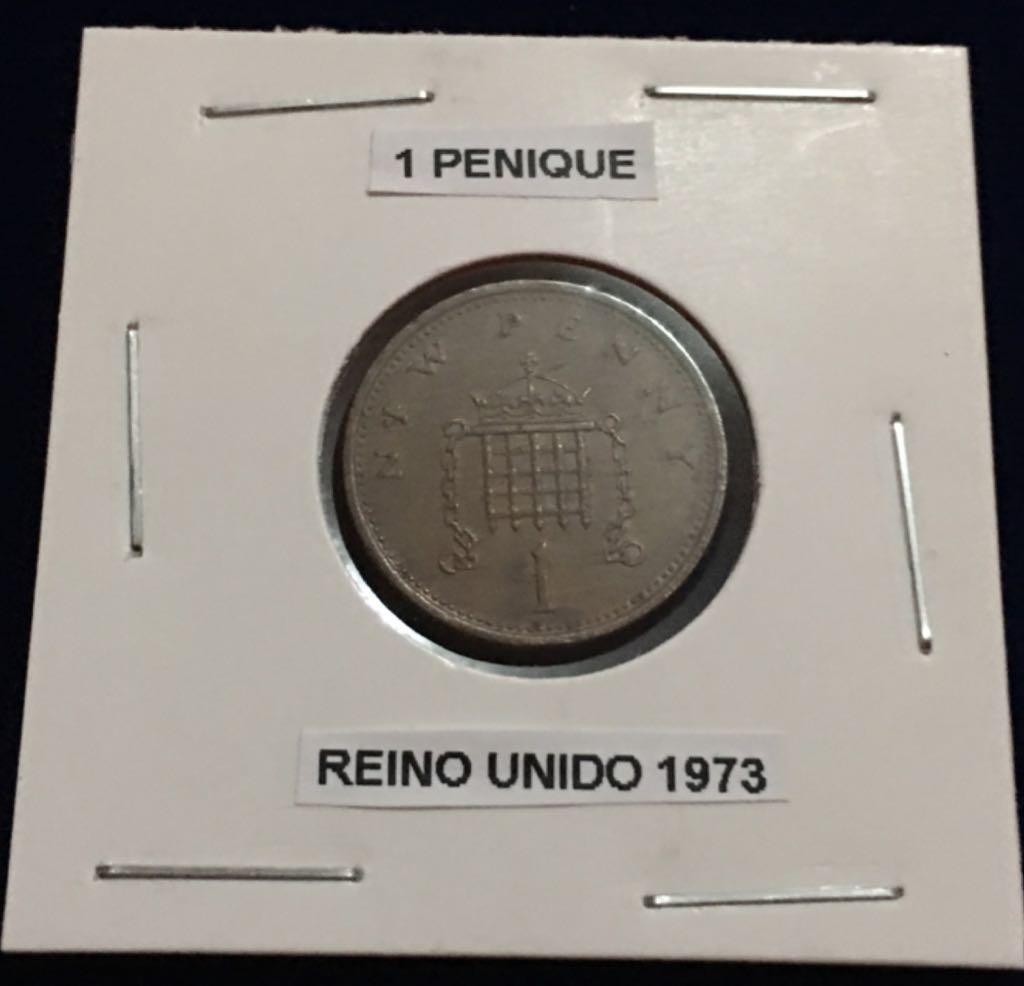 1 PENIQUE
NEW PENNY
1
REINO UNIDO 1973